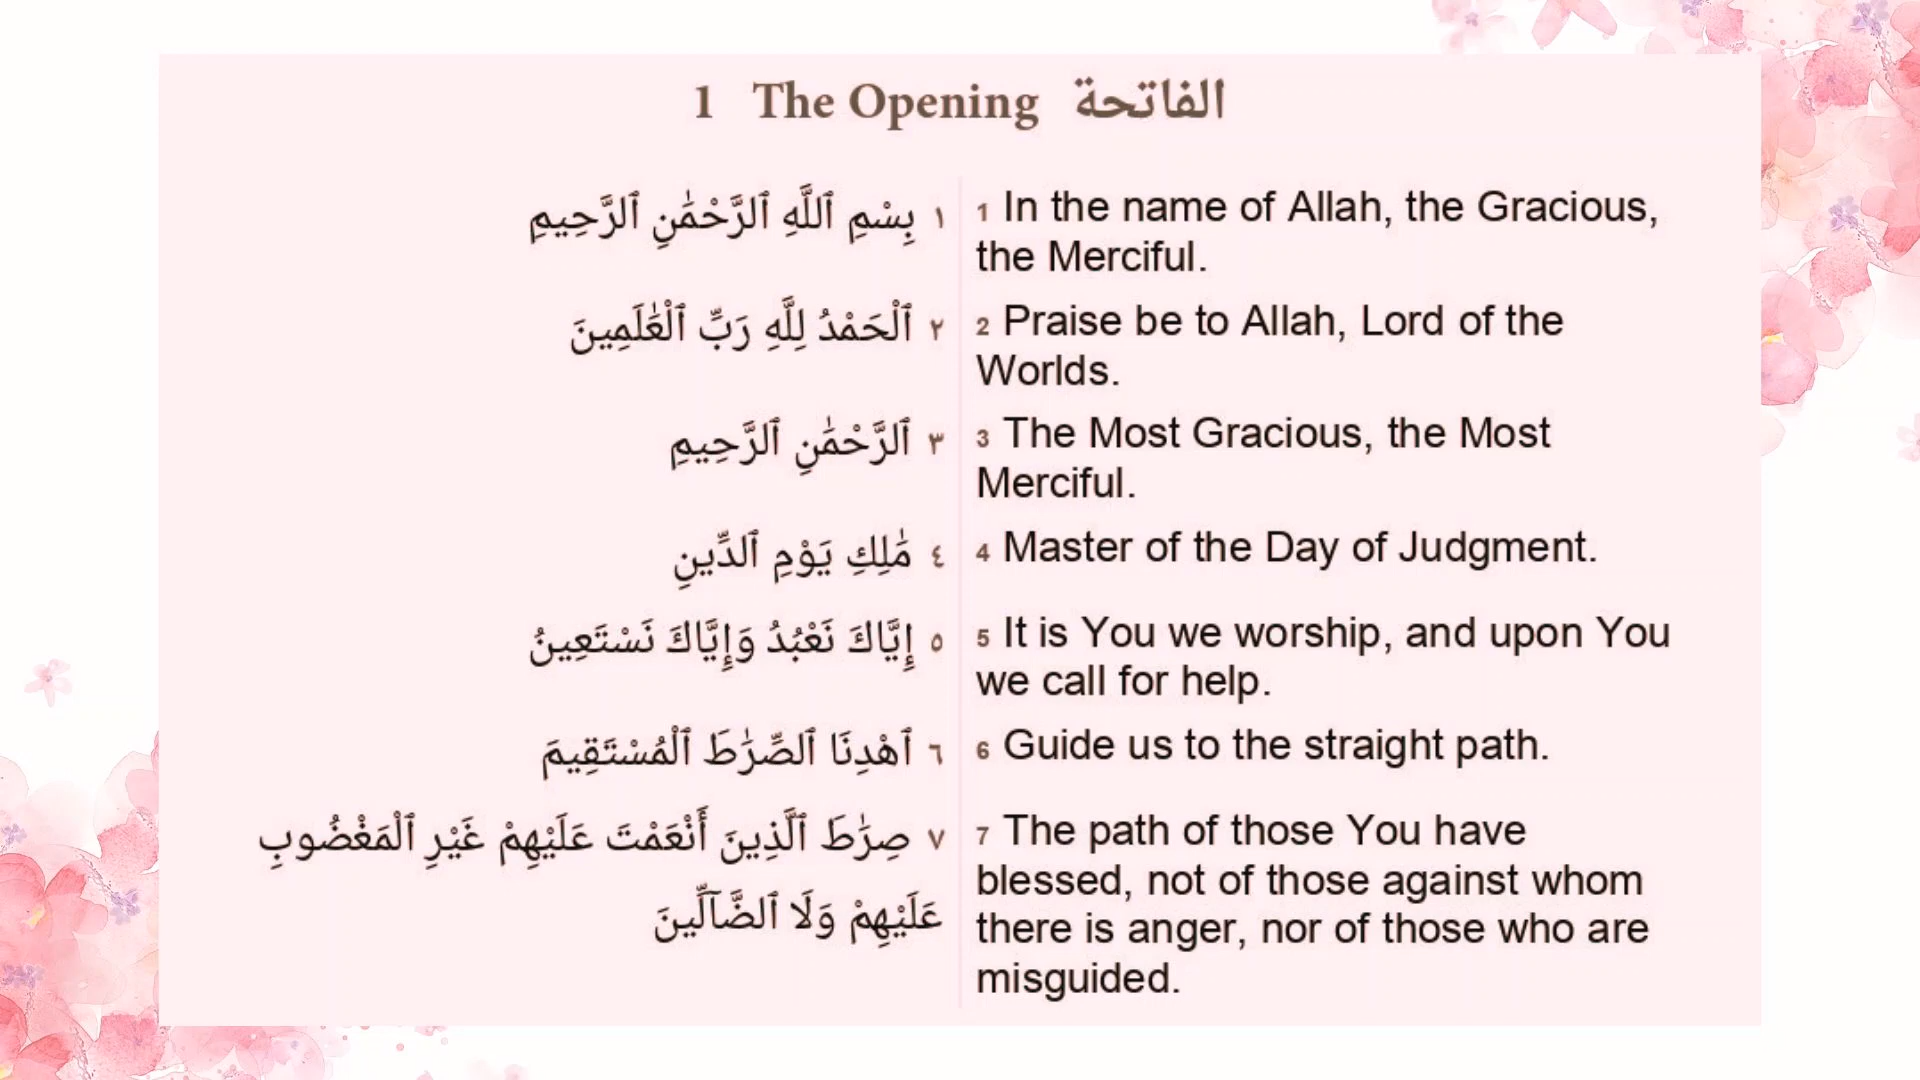 1 The Opening الفاتحة
١ بِسْمِ ٱللَّهِ ٱلرَّحْمَٰنِ ٱلرَّحِيمِ
1 In the name of Allah, the Gracious,
the Merciful.
٢ ٱلْحَمْدُ لِلَّهِ رَبِّ ٱلْعَٰلَمِينَ
2 Praise be to Allah, Lord of the
Worlds.
٣ ٱلرَّحْمَٰنِ ٱلرَّحِيمِ
3 The Most Gracious, the Most
Merciful.
٤ مَٰلِكِ يَوْمِ ٱلدِّينِ
4 Master of the Day of Judgment.
٥ إِيَّاكَ نَعْبُدُ وَإِيَّاكَ نَسْتَعِينُ
5 It is You we worship, and upon You
we call for help.
٦ ٱهْدِنَا ٱلصِّرَٰطَ ٱلْمُسْتَقِيمَ
6 Guide us to the straight path.
٧ صِرَٰطَ ٱلَّذِينَ أَنْعَمْتَ عَلَيْهِمْ غَيْرِ ٱلْمَغْضُوبِ
عَلَيْهِمْ وَلَا ٱلضَّآلِّينَ
7 The path of those You have
blessed, not of those against whom
there is anger, nor of those who are
misguided.